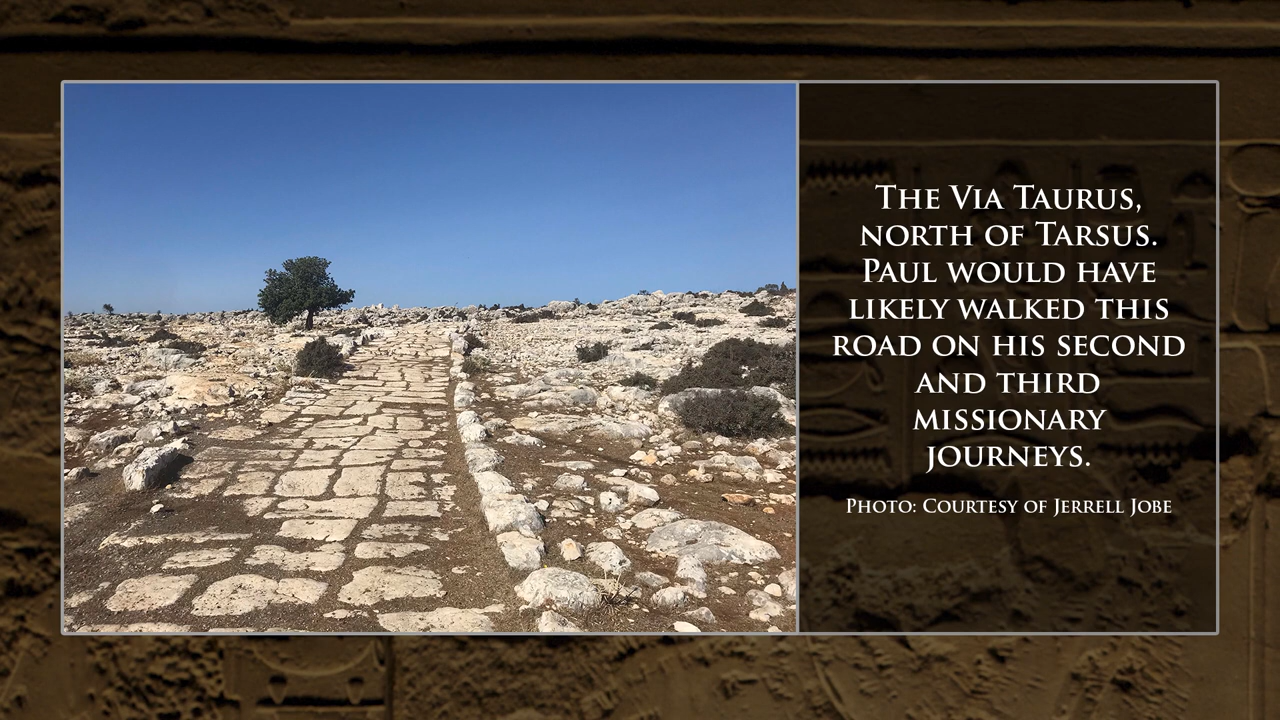 The Via Taurus,
north of Tarsus.
Paul would have
likely walked this
road on his second
and third
missionary
journeys.
Photo: Courtesy of Jerrell Jobe